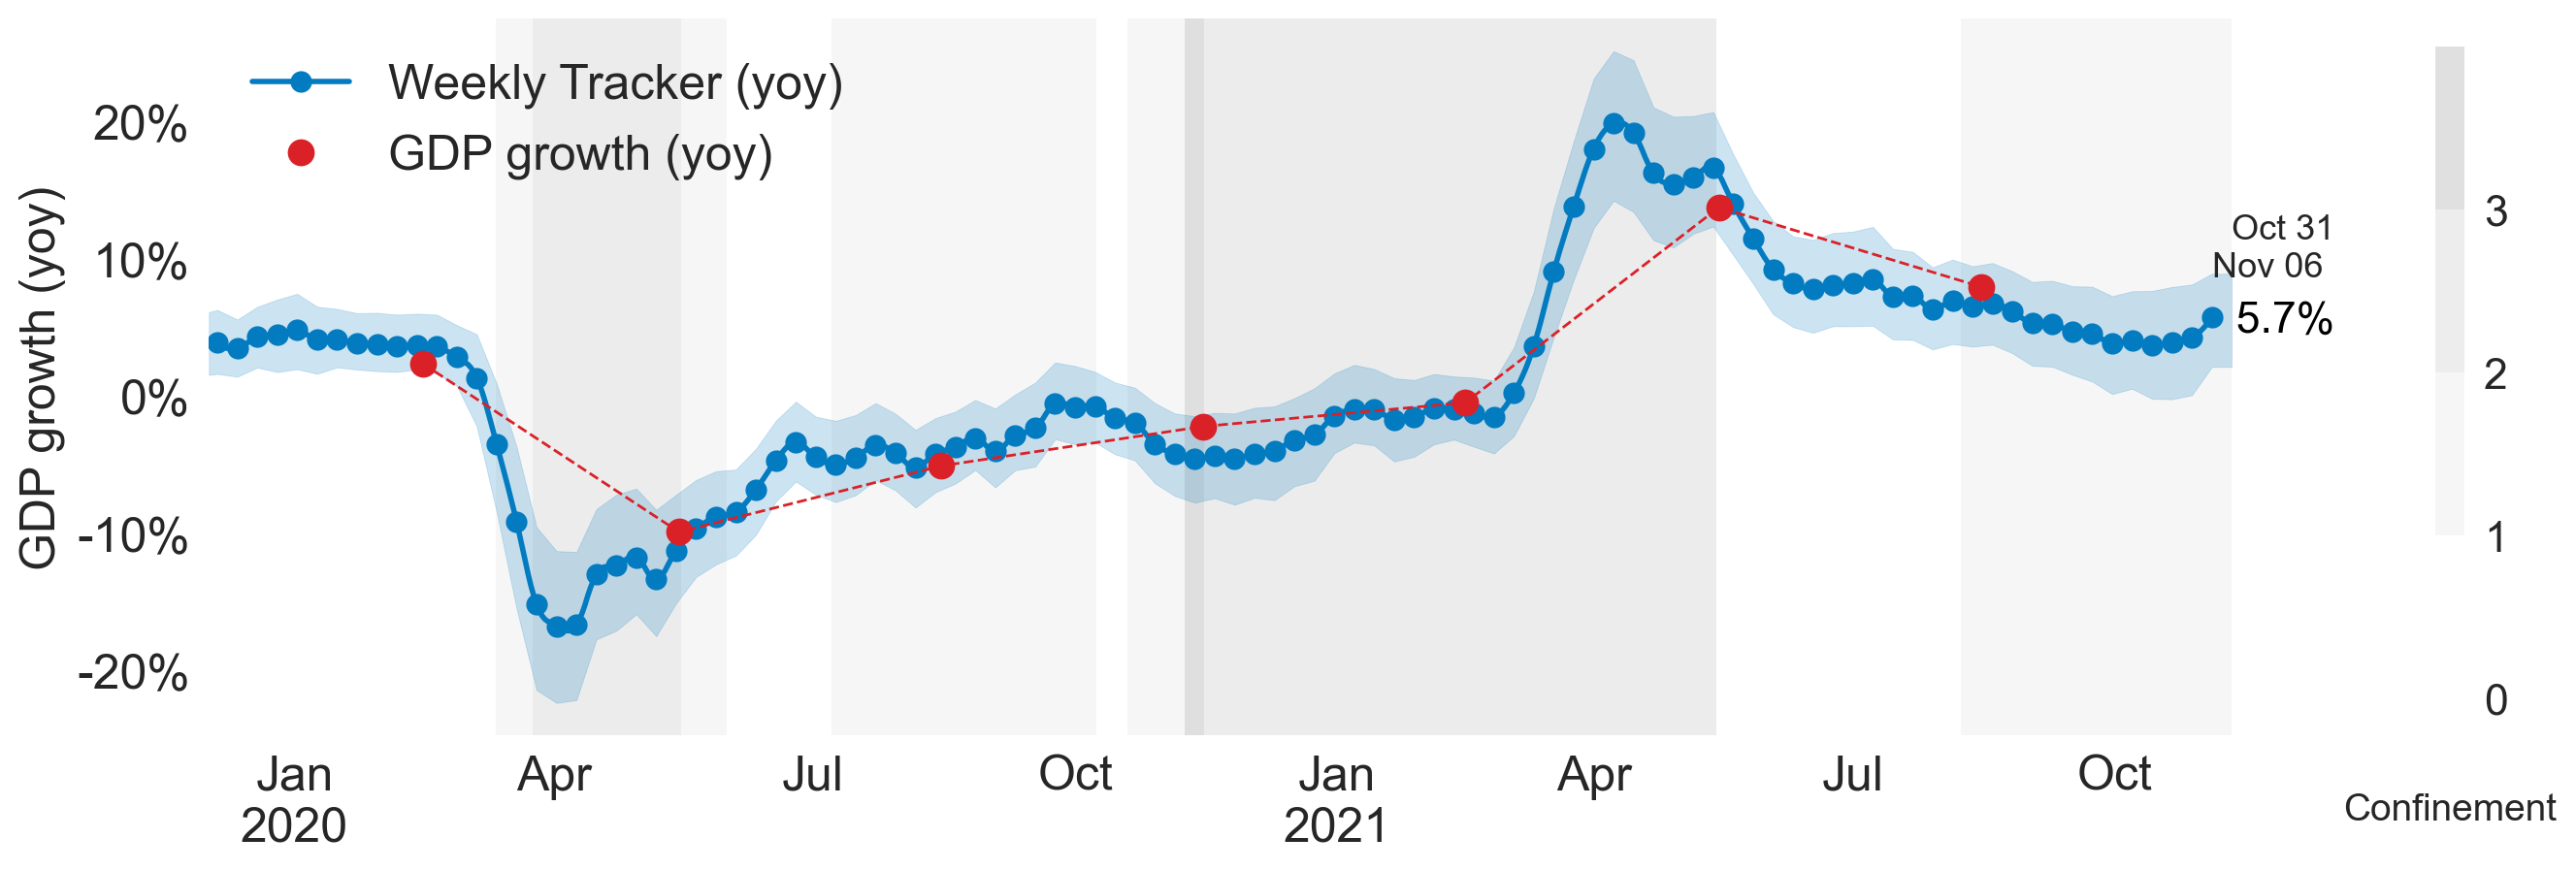 Weekly Tracker (yoy)
GDP growth (yoy)
GDP growth (yoy)
20%
10%
0%
-10%
-20%
Oct 31
Nov 06
5.7%
3
2
1
0
Confinement
Jan Apr Jul Oct Jan Apr Jul Oct
2020 2021